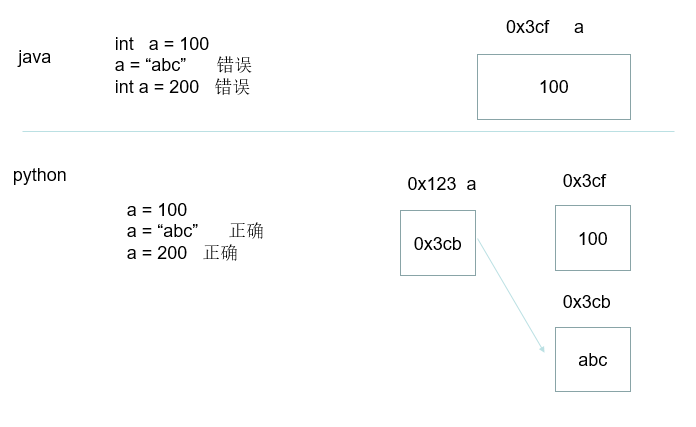 java
int a = 100
a = “abc” 错误
int a = 200 错误
0x3cf a
100
python
a = 100
a = “abc” 正确
a = 200 正确
0x123 a
0x3cb
0x3cf
100
0x3cb
abc